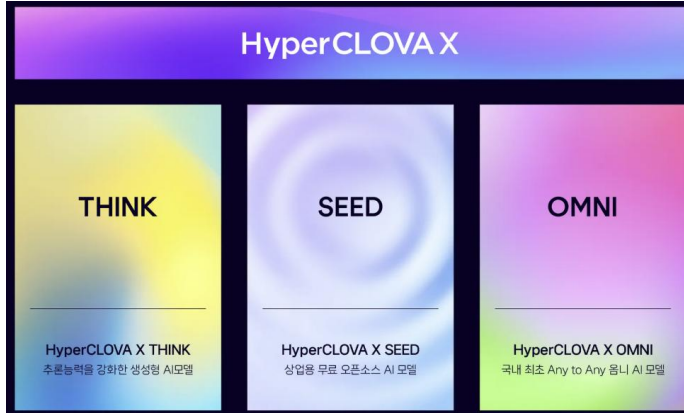 HyperCLOVA X
THINK
HyperCLOVA X THINK
추론능력을 강화한 생성형 AI모델
SEED
HyperCLOVA X SEED
상업용 무료 오픈소스 AI 모델
OMNI
HyperCLOVA X OMNI
국내 최초 Any to Any 옴니 AI 모델